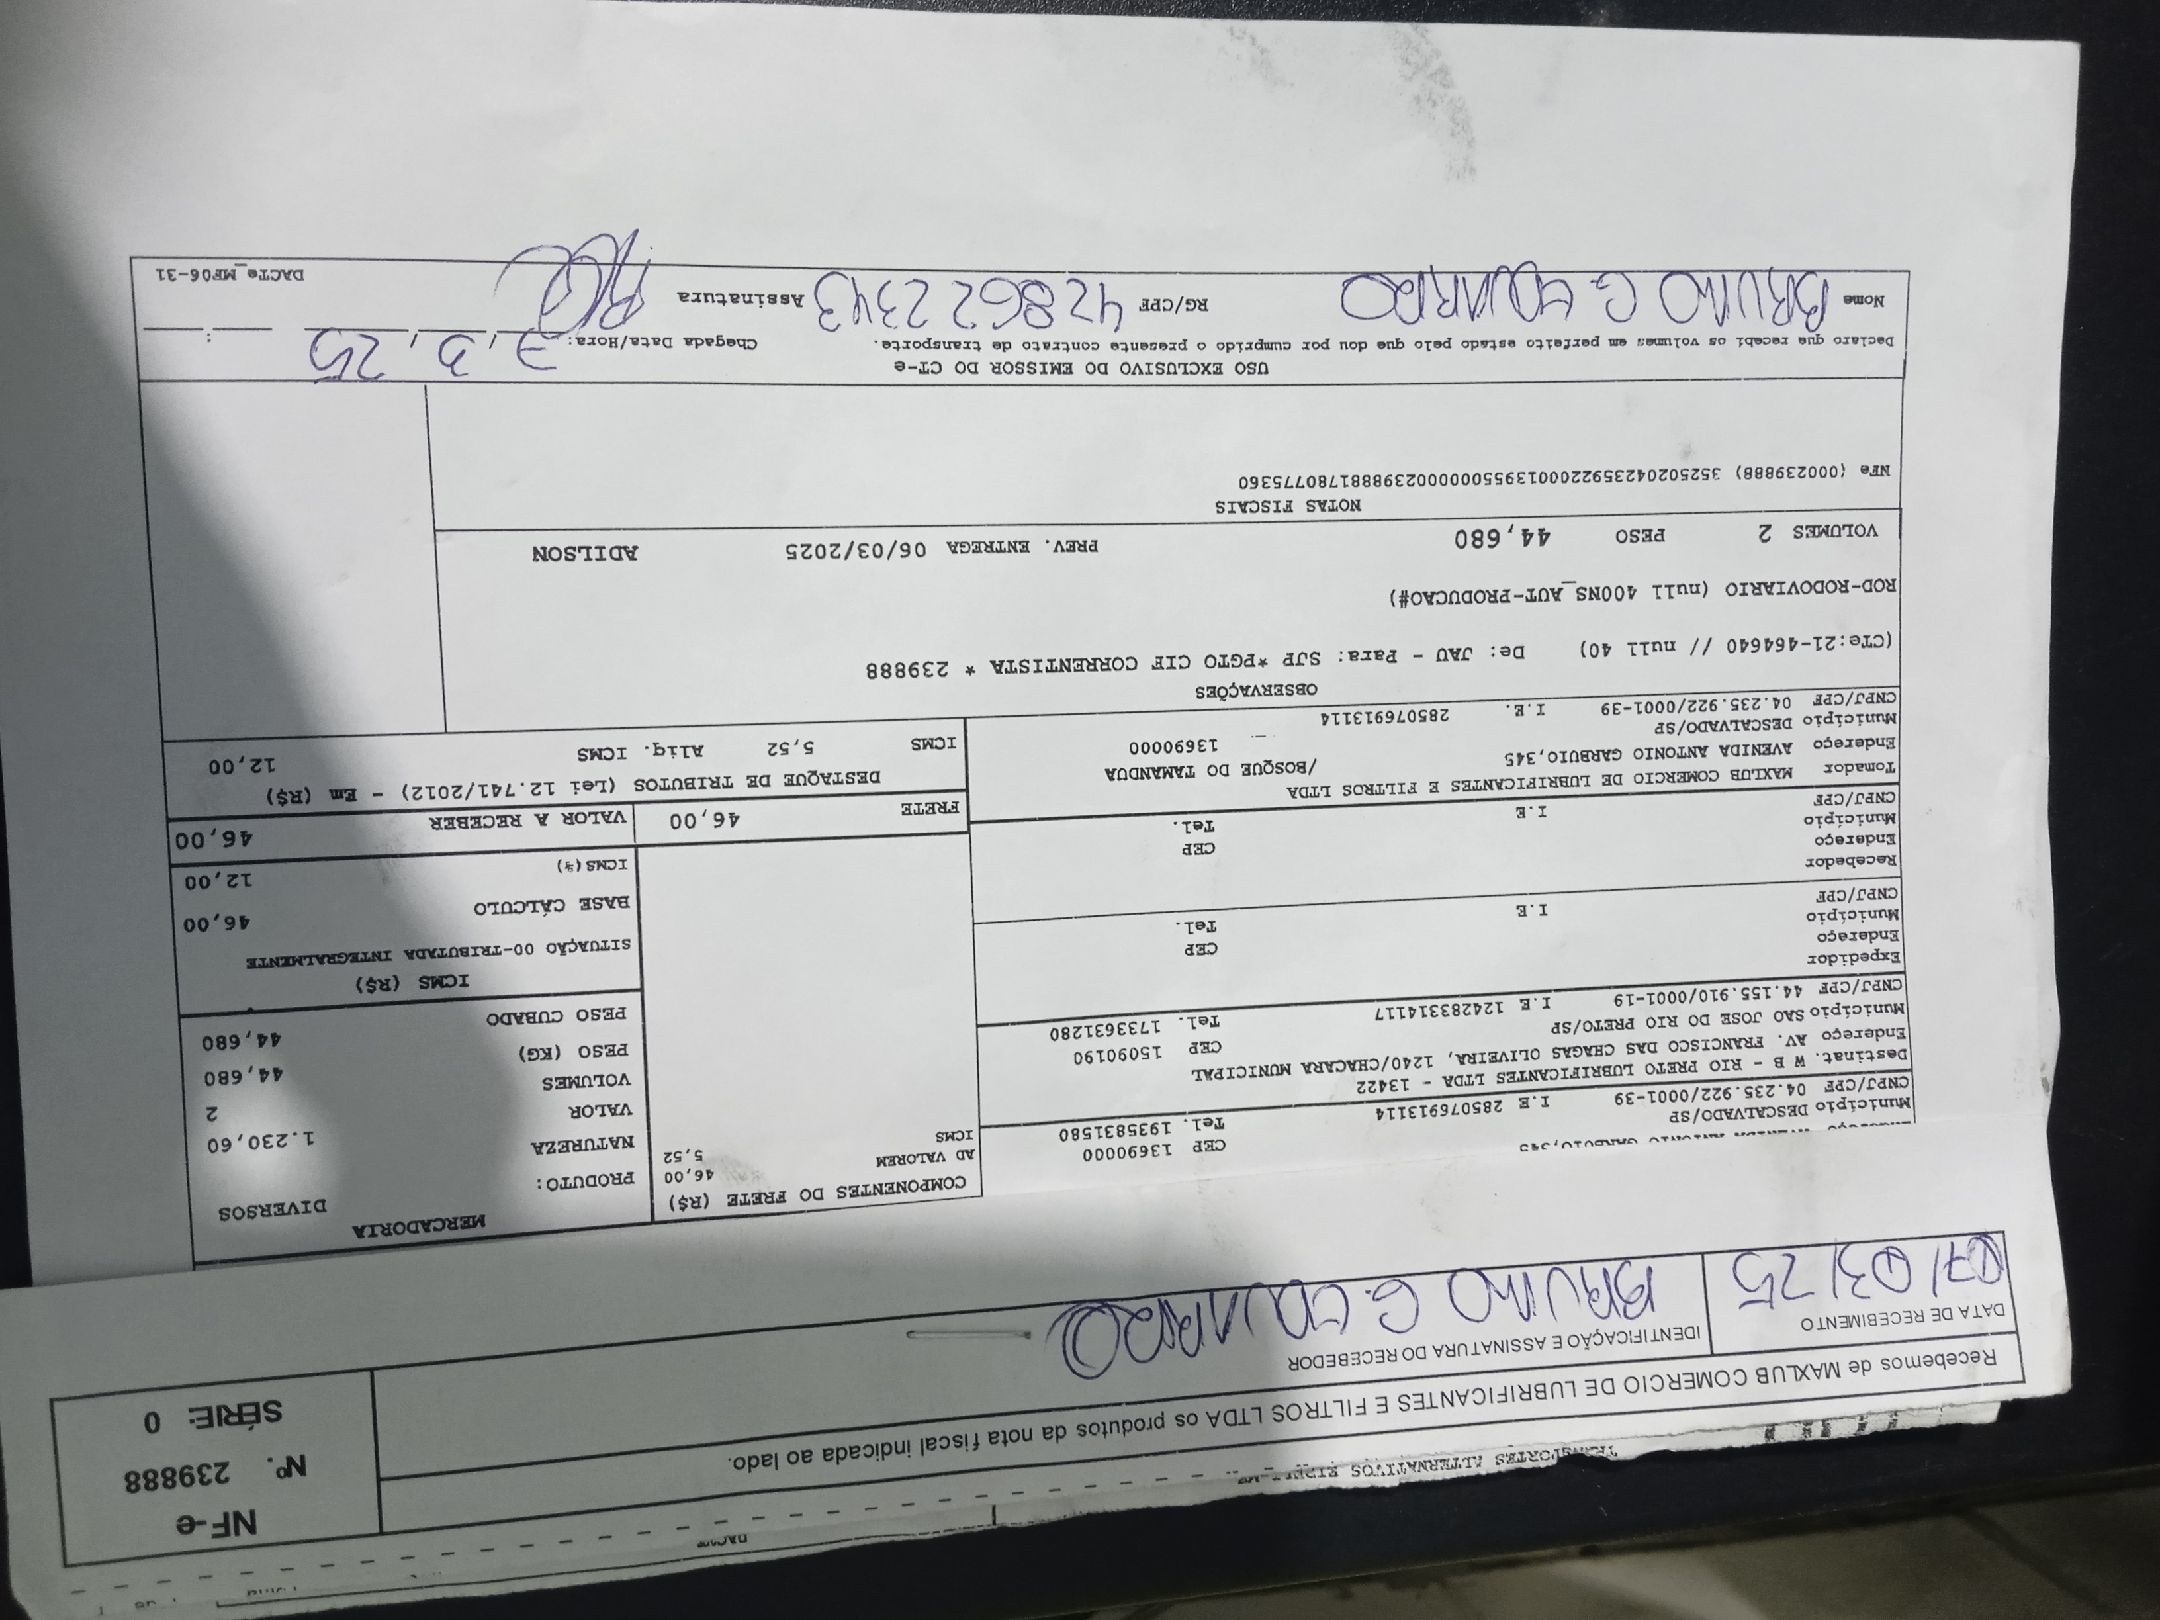 NF-e
Nº. 239888
SÉRIE: 0
Recebemos de MAXLUB COMERCIO DE LUBRIFICANTES E FILTROS LTDA os produtos da nota fiscal indicada ao lado.
DATA DE RECEBIMENTO
07/03/25
IDENTIFICAÇÃO E ASSINATURA DO RECEBEDOR
BRUNO G. EDUARDO
Município DESCALVADO/SP
CEP 13690000
CNPJ/CPF 04.235.922/0001-39 I.E 285076913114 Tel. 1935831580
Destinat. W B - RIO PRETO LUBRIFICANTES LTDA - 13422
Endereço AV. FRANCISCO DAS CHAGAS OLIVEIRA, 1240/CHACARA MUNICIPAL
Município SAO JOSE DO RIO PRETO/SP CEP 15090190
CNPJ/CPF 44.155.910/0001-19 I.E 124283314117 Tel. 1733631280
Expedidor
Endereço
Município CEP
CNPJ/CPF I.E Tel.
Recebedor
Endereço
Município CEP
CNPJ/CPF I.E Tel.
Tomador MAXLUB COMERCIO DE LUBRIFICANTES E FILTROS LTDA
Endereço AVENIDA ANTONIO GARBUIO,345 /BOSQUE DO TAMANDUA
Município DESCALVADO/SP 13690000
CNPJ/CPF 04.235.922/0001-39 I.E. 285076913114
COMPONENTES DO FRETE (R$)
AD VALOREM 46,00
ICMS 5,52
FRETE 46,00
MERCADORIA
PRODUTO: DIVERSOS
NATUREZA
VALOR 1.230,60
VOLUMES 2
PESO (KG) 44,680
PESO CUBADO 44,680
ICMS (R$)
SITUAÇÃO 00-TRIBUTADA INTEGRALMENTE
BASE CÁLCULO 46,00
ICMS(%) 12,00
VALOR A RECEBER 46,00
DESTAQUE DE TRIBUTOS (Lei 12.741/2012) - Em (R$)
ICMS 5,52 Aliq. ICMS 12,00
OBSERVAÇÕES
(CTe:21-464640 // null 40) De: JAU - Para: SJP *PGTO CIF CORRENTISTA * 239888
ROD-RODOVIARIO (null 400NS_AUT-PRODUCAO#)
VOLUMES 2 PESO 44,680 PREV. ENTREGA 06/03/2025 ADILSON
NOTAS FISCAIS
NFe (000239888) 35250204235922000139550000002398881780775360
USO EXCLUSIVO DO EMISSOR DO CT-e
Declaro que recebi os volumes em perfeito estado pelo que dou por cumprido o presente contrato de transporte. Chegada Data/Hora: 7,3,25 :
Nome BRUNO G. EDUARDO RG/CPF 428622343 Assinatura
DACTe_MF06-31